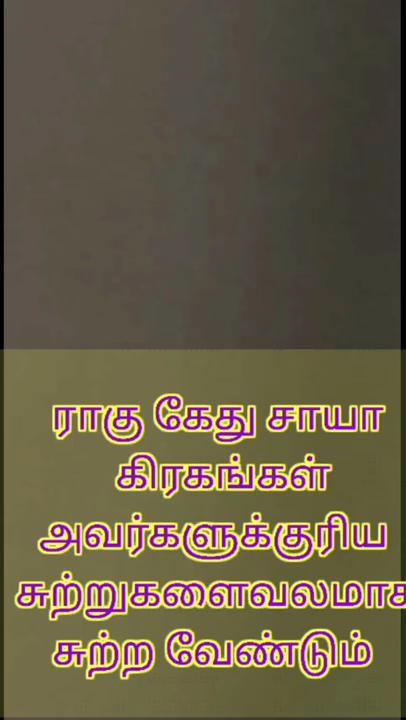 ராகு கேது சாயா
கிரகங்கள்
அவர்களுக்குரிய
சுற்றுகளைவலமாக
சுற்ற வேண்டும்